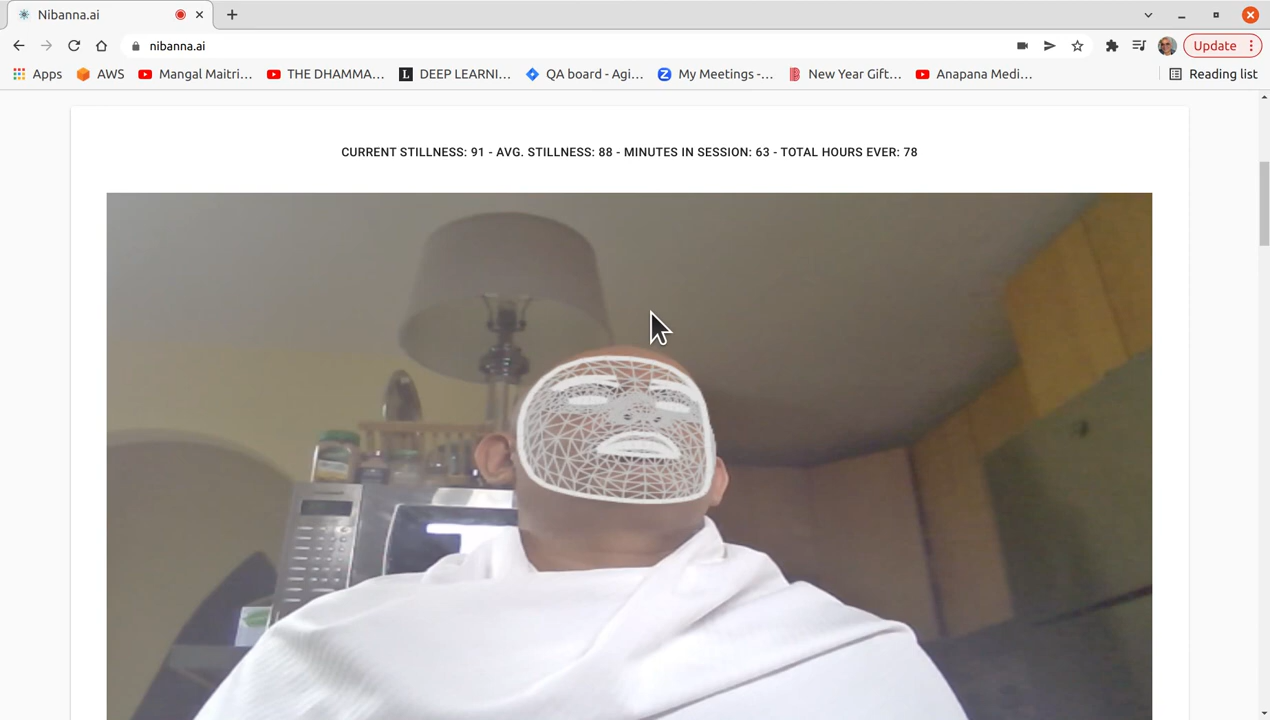 Nibanna.ai
nibanna.ai
Update
Apps AWS Mangal Maitri... THE DHAMMA... DEEP LEARNI... QA board - Agi... My Meetings -... New Year Gift... Anapana Medi... Reading list
CURRENT STILLNESS: 91 - AVG. STILLNESS: 88 - MINUTES IN SESSION: 63 - TOTAL HOURS EVER: 78